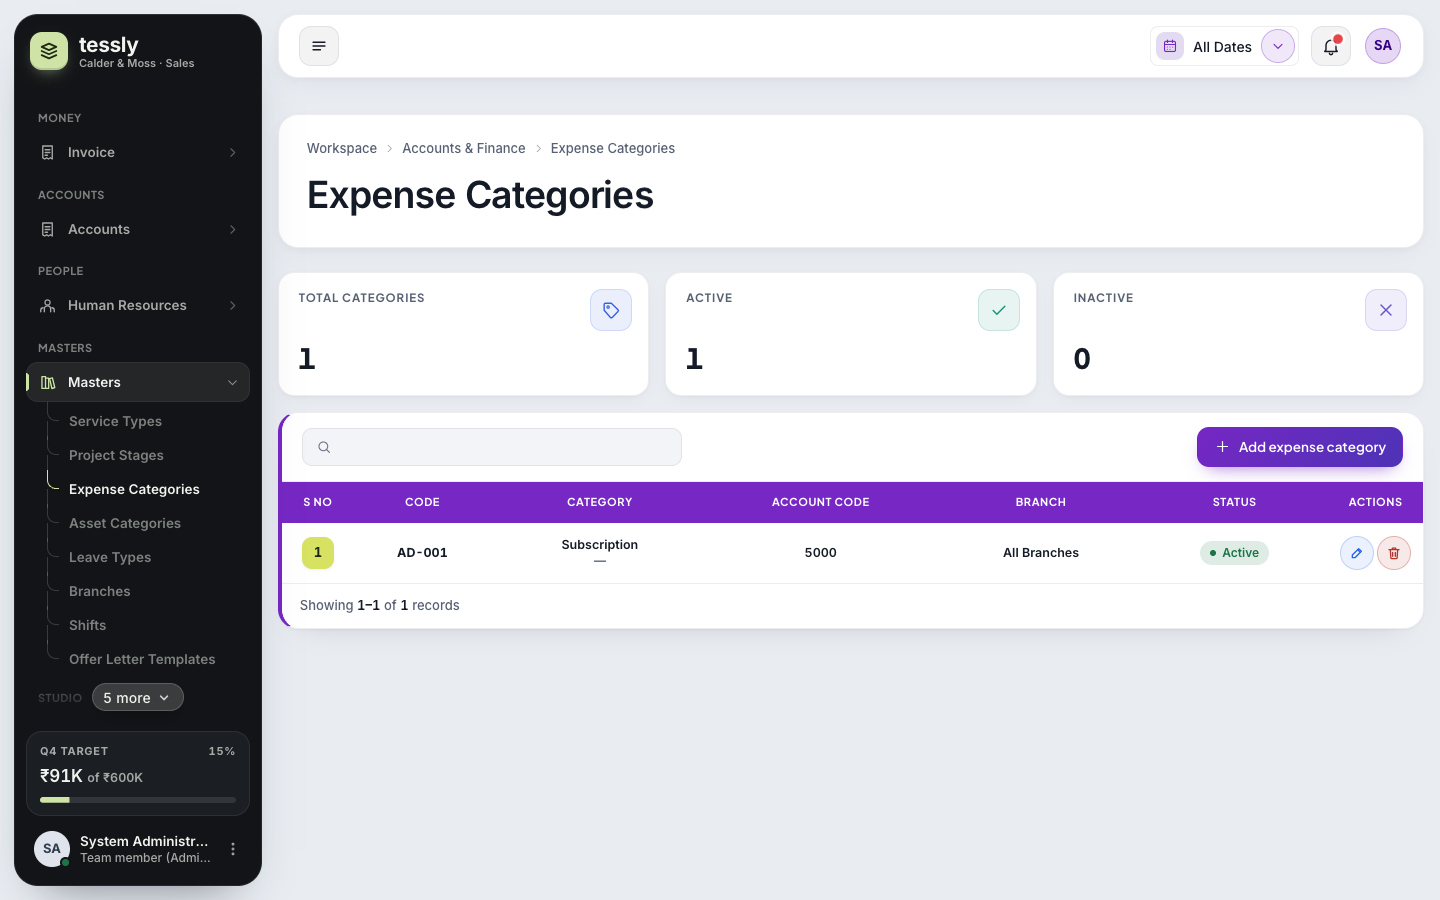 tessly
Calder & Moss · Sales
MONEY
Invoice
ACCOUNTS
Accounts
PEOPLE
Human Resources
MASTERS
Masters
Service Types
Project Stages
Expense Categories
Asset Categories
Leave Types
Branches
Shifts
Offer Letter Templates
STUDIO
5 more
Q4 TARGET 15%
₹91K of ₹600K
SA
System Administr...
Team member (Admi...
All Dates
SA
Workspace > Accounts & Finance > Expense Categories
Expense Categories
TOTAL CATEGORIES
1
ACTIVE
1
INACTIVE
0
Add expense category
S NO CODE CATEGORY ACCOUNT CODE BRANCH STATUS ACTIONS
1 AD-001 Subscription 5000 All Branches Active
—
Showing 1–1 of 1 records